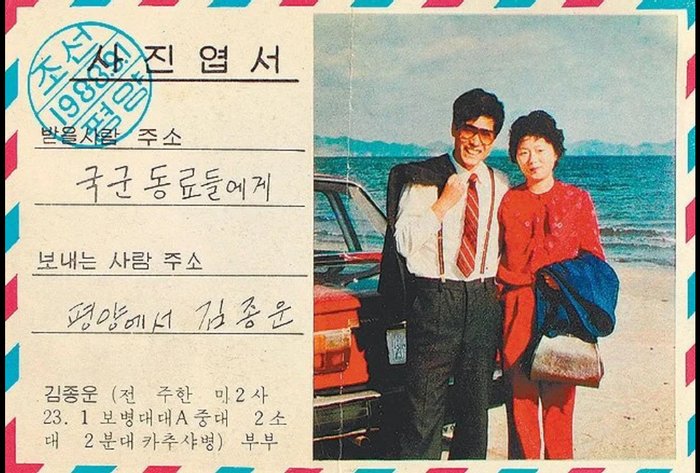 조선
1988.9.
평양
사진엽서
받을사람 주소
국군 동료들에게
보내는 사람 주소
평양에서 김종운
김종운 (전 주한 미2사
23.1 보병대대A중대 2소
대 2분대 카추샤병) 부부